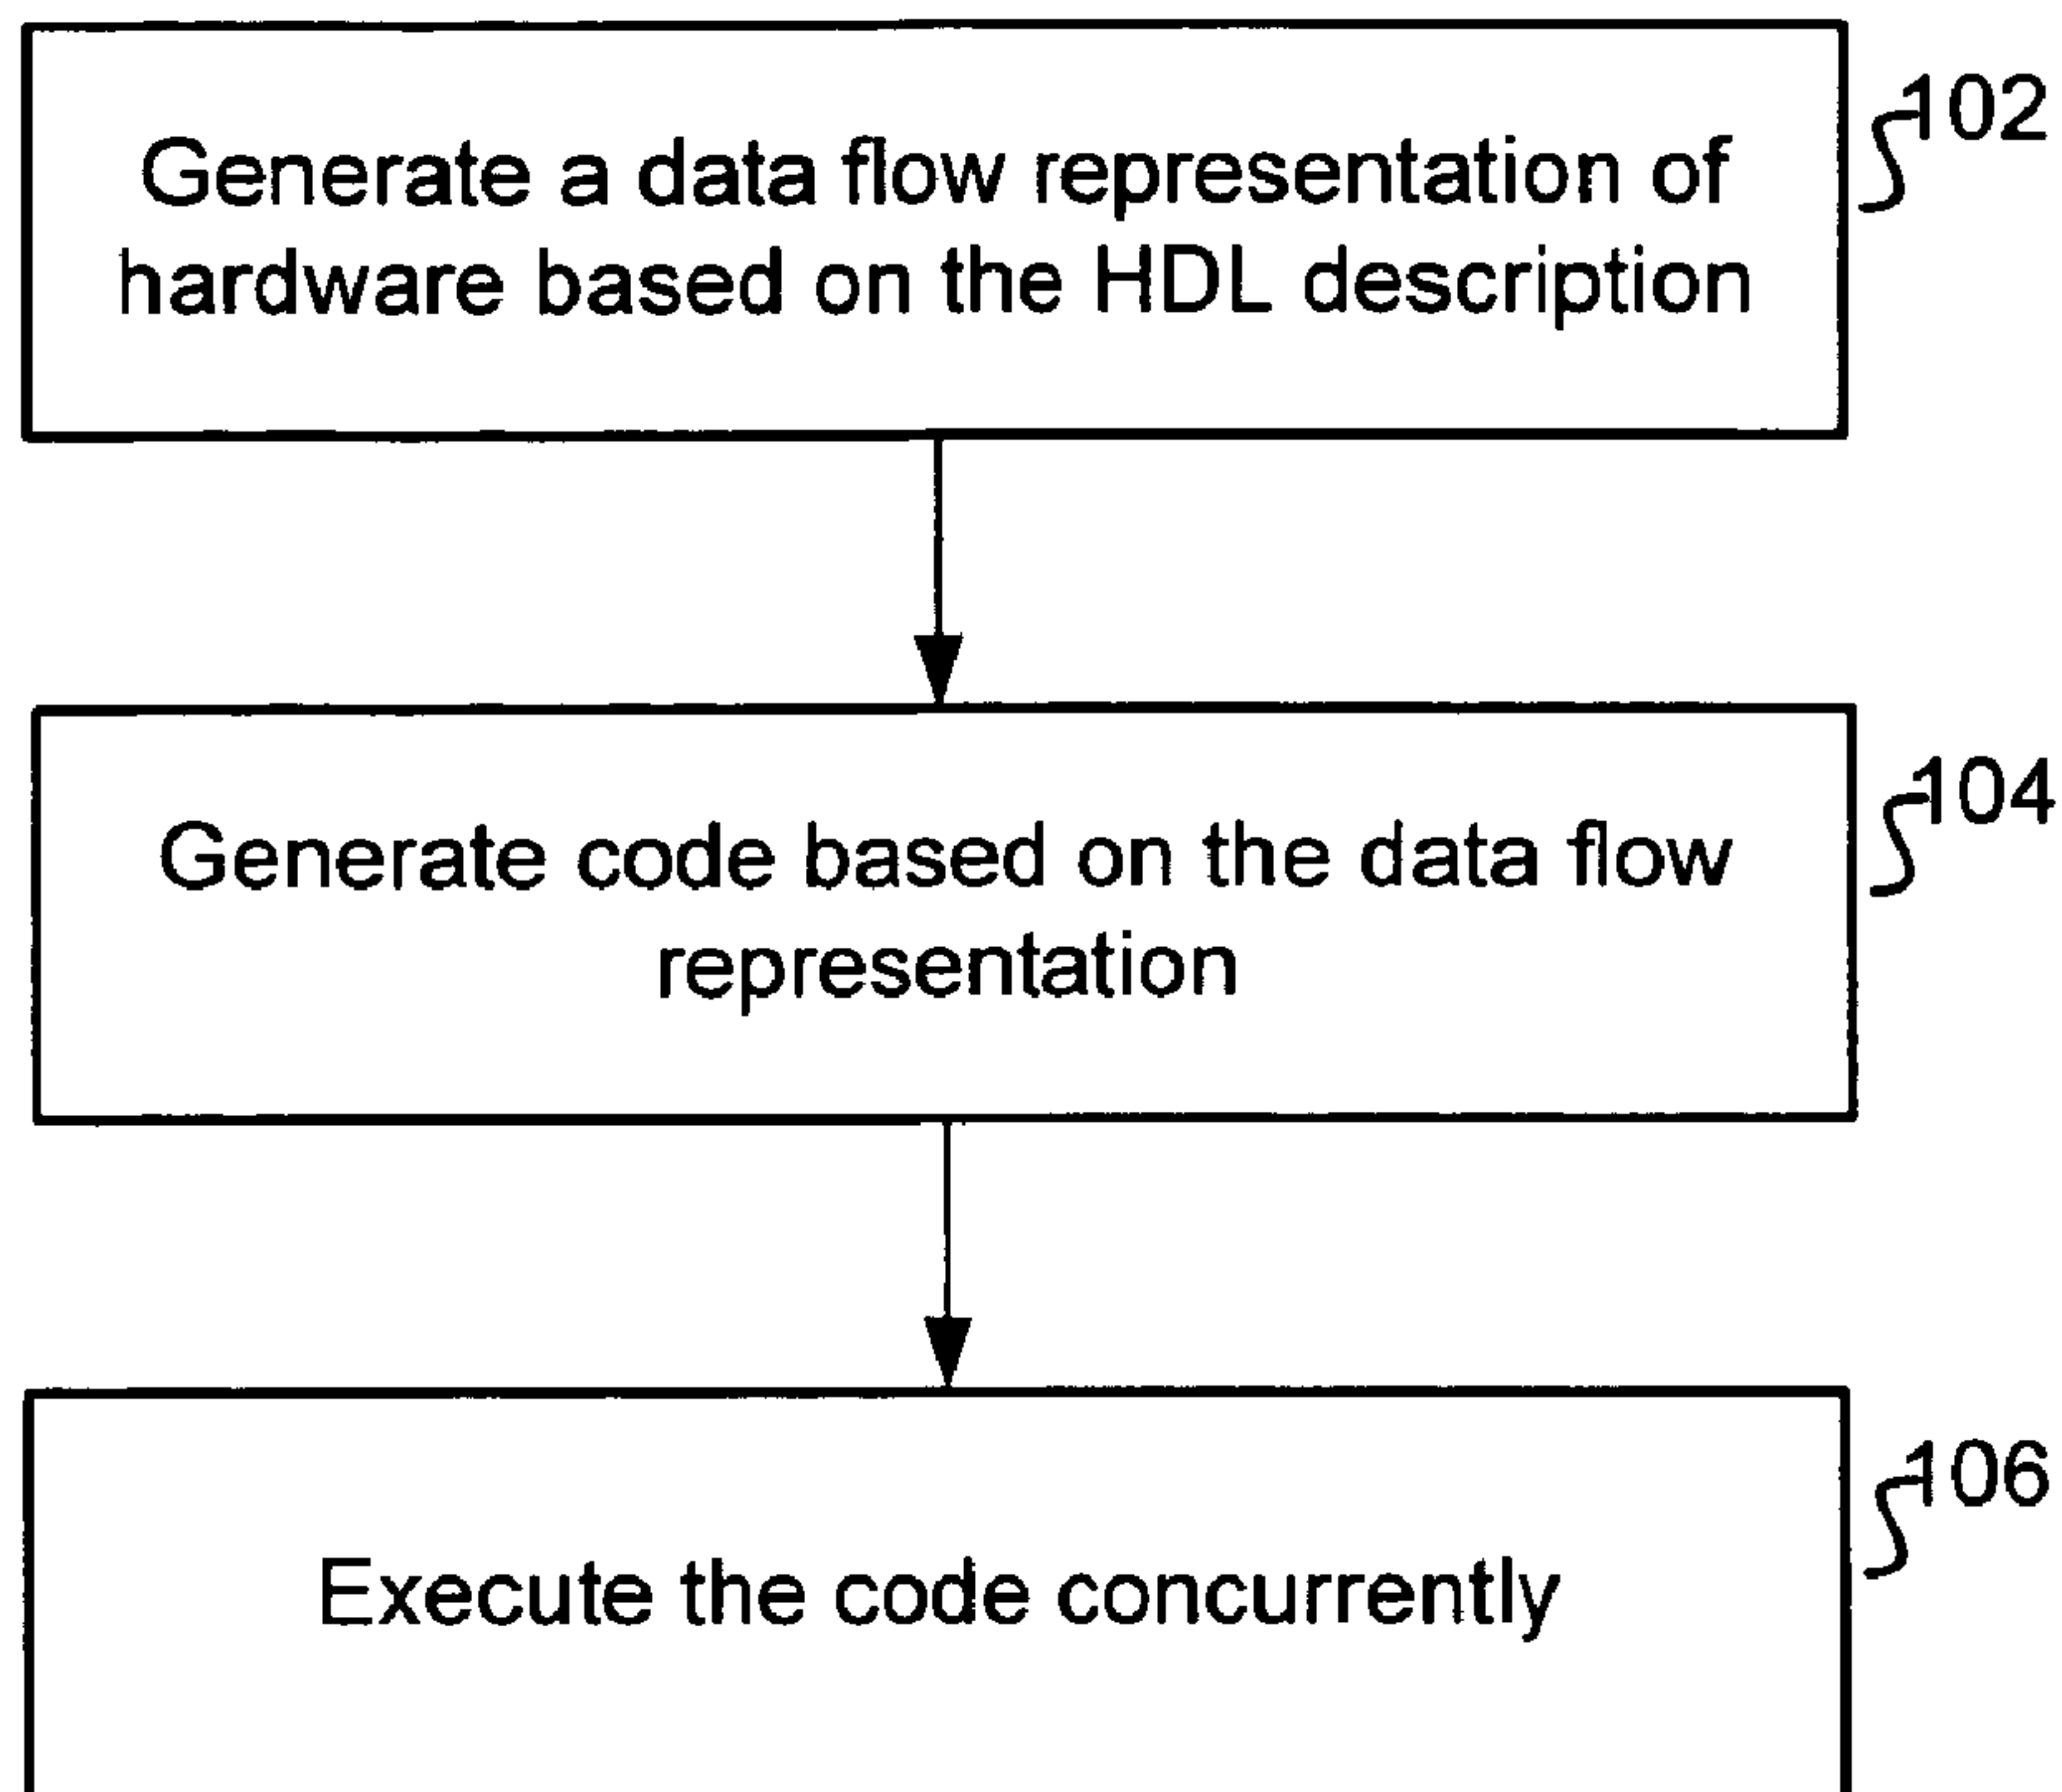 Generate a data flow representation of
hardware based on the HDL description
102
Generate code based on the data flow
representation
104
Execute the code concurrently
106